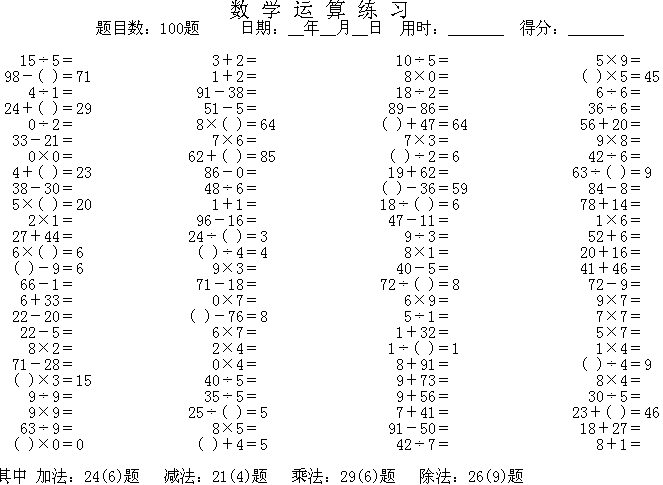 数 学 运 算 练 习
题目数：100题 日期：__年__月__日 用时：_______ 得分：_______
15÷5= 3+2= 10÷5= 5×9=
98-( )=71 1+2= 8×0= ( )×5=45
4÷1= 91-38= 18÷2= 6÷6=
24+( )=29 51-5= 89-86= 36÷6=
0÷2= 8×( )=64 ( )+47=64 56+20=
33-21= 7×6= 7×3= 9×8=
0×0= 62+( )=85 ( )÷2=6 42÷6=
4+( )=23 86-0= 19+62= 63÷( )=9
38-30= 48÷6= ( )-36=59 84-8=
5×( )=20 1+1= 18÷( )=6 78+14=
2×1= 96-16= 47-11= 1×6=
27+44= 24÷( )=3 9÷3= 52+6=
6×( )=6 ( )÷4=4 8×1= 20+16=
( )-9=6 9×3= 40-5= 41+46=
66-1= 71-18= 72÷( )=8 72-9=
6+33= 0×7= 6×9= 9×7=
22-20= ( )-76=8 5÷1= 7×7=
22-5= 6×7= 1+32= 5×7=
8×2= 2×4= 1÷( )=1 1×4=
71-28= 0×4= 8+91= ( )÷4=9
( )×3=15 40÷5= 9+73= 8×4=
9÷9= 35÷5= 9+56= 30÷5=
9×9= 25÷( )=5 7+41= 23+( )=46
63÷9= 8×5= 91-50= 18+27=
( )×0=0 ( )+4=5 42÷7= 8+1=
其中 加法：24(6)题 减法：21(4)题 乘法：29(6)题 除法：26(9)题